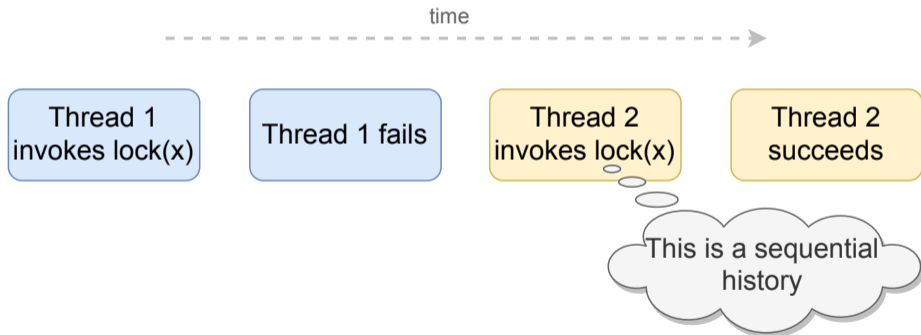 time
Thread 1
invokes lock(x)
Thread 1 fails
Thread 2
invokes lock(x)
Thread 2
succeeds
This is a sequential
history